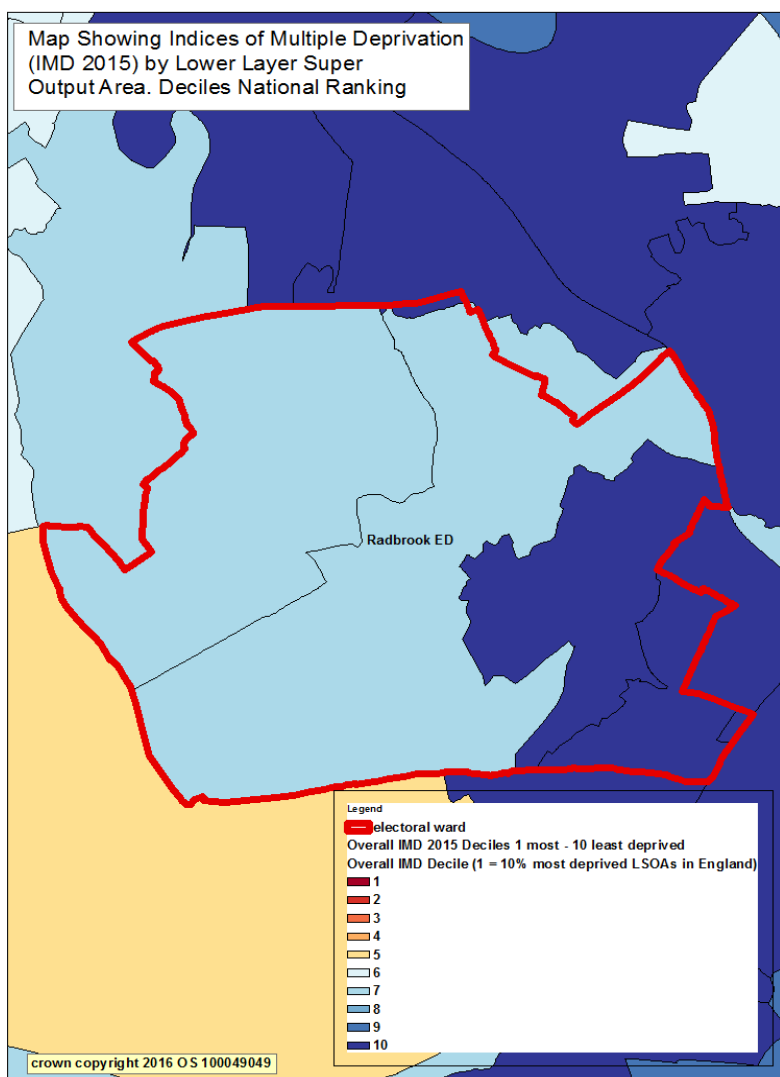 Map Showing Indices of Multiple Deprivation
(IMD 2015) by Lower Layer Super
Output Area. Deciles National Ranking
Radbrook ED
Legend
electoral ward
Overall IMD 2015 Deciles 1 most - 10 least deprived
Overall IMD Decile (1 = 10% most deprived LSOAs in England)
1
2
3
4
5
6
7
8
9
10
crown copyright 2016 OS 100049049